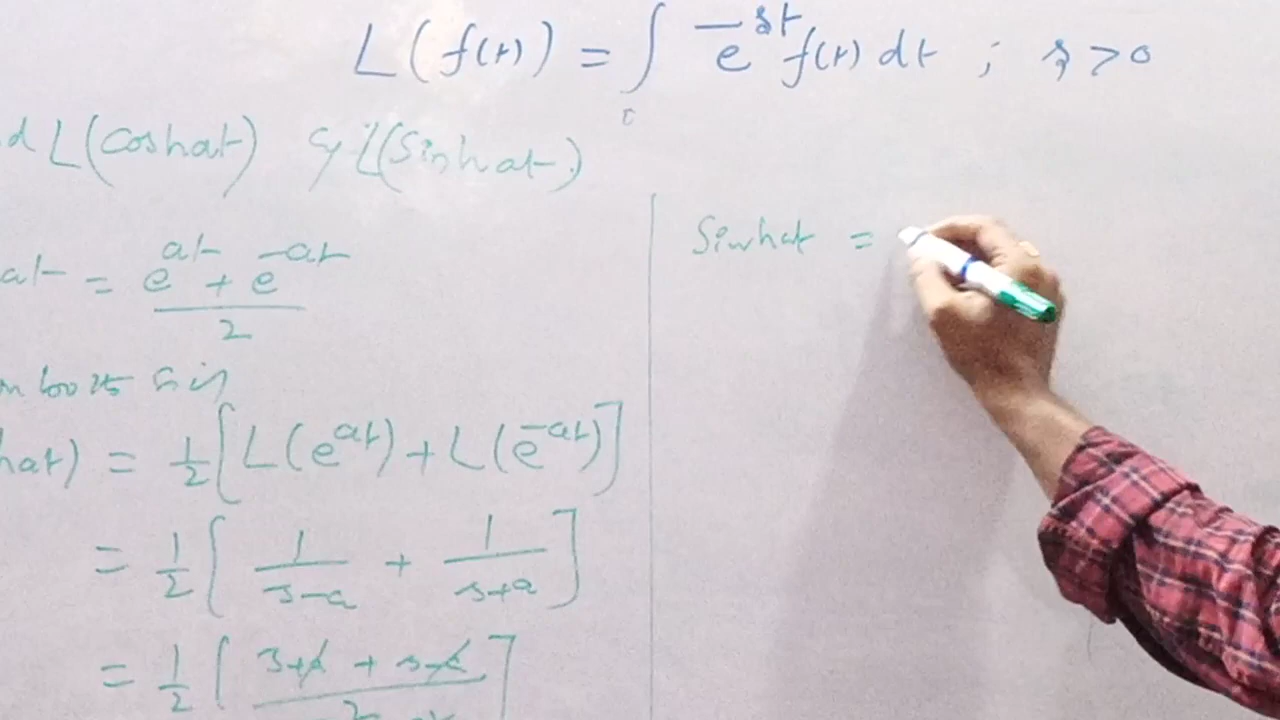 L(f(t)) = ∫₀ e^{-st} f(t) dt ; s > 0
d L(Coshat) & L(Sinhat)
at = (e^{at} + e^{-at})/2
hat) = 1/2 [L(e^{at}) + L(e^{-at})]
= 1/2 [1/(s-a) + 1/(s+a)]
= 1/2 [(s+a + s-a)/
Sinhat =